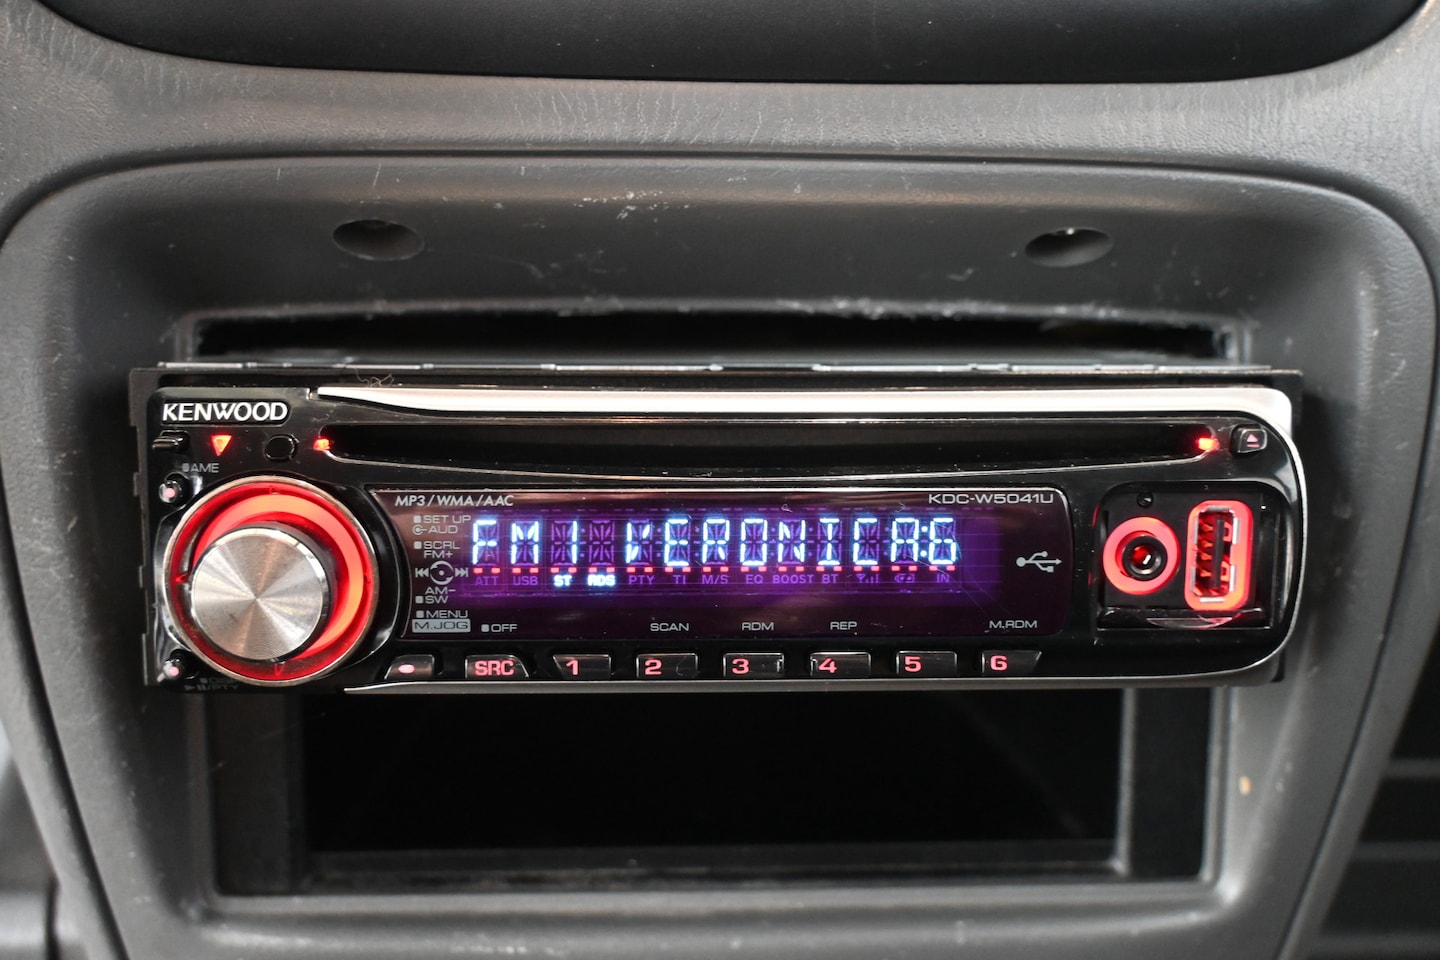 KENWOOD
AME
MP3/WMA/AAC
KDC-W5041U
SET UP
AUD
SCRL
FM+
AM-
SW
MENU
M.JOG
FM1 VERONICA:6
ATT USB ST RDS PTY TI M/S EQ BOOST BT IN
OFF SCAN RDM REP M.RDM
SRC 1 2 3 4 5 6